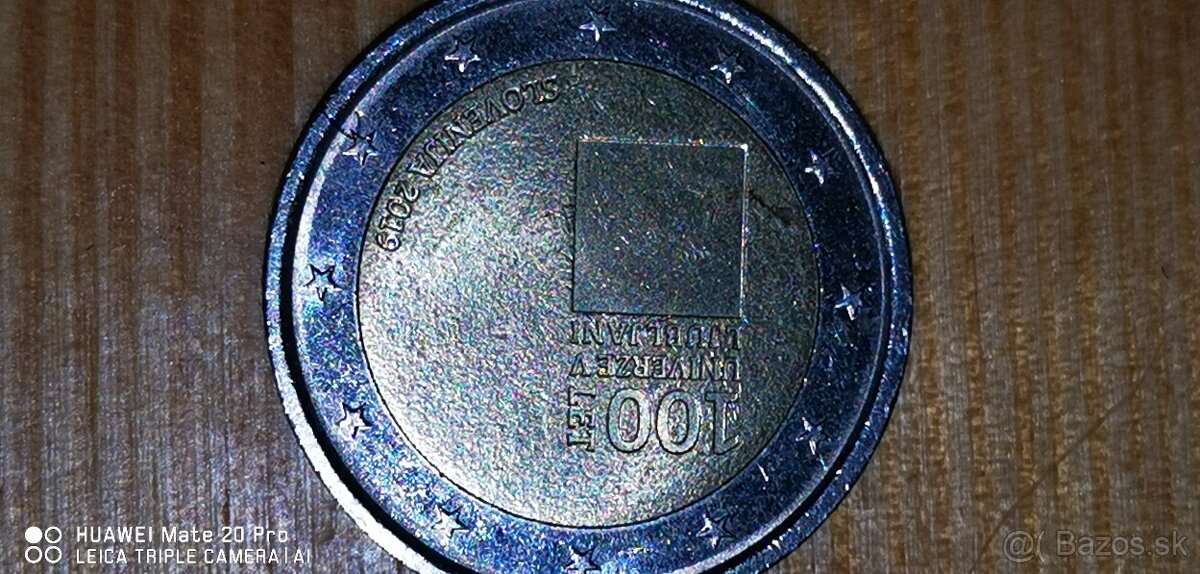 SLOVENIJA 2019
100 LET
UNIVERZE V
LJUBLJANI
HUAWEI Mate 20 Pro
LEICA TRIPLE CAMERA | AI
Bazos.sk